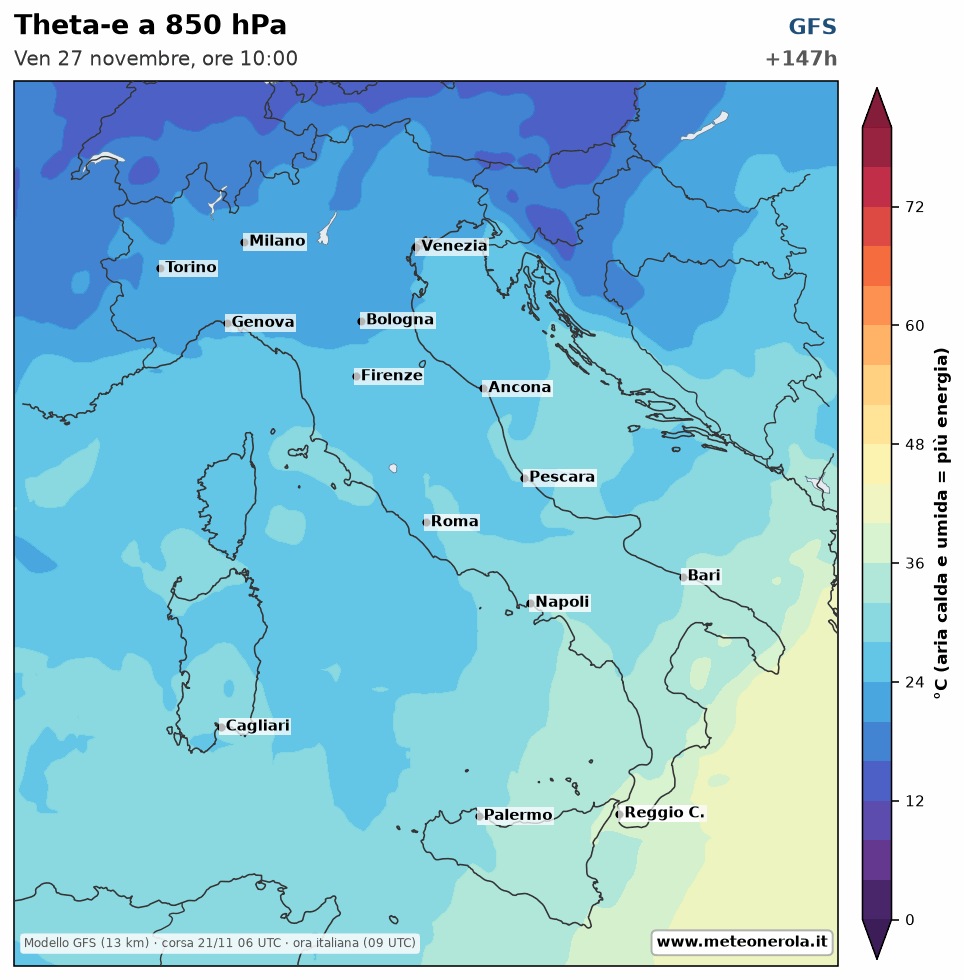 Theta-e a 850 hPa
GFS
Ven 27 novembre, ore 10:00
+147h
Milano
Venezia
Torino
Genova
Bologna
Firenze
Ancona
Pescara
Roma
Bari
Napoli
Cagliari
Palermo
Reggio C.
72
60
48
36
24
12
0
°C (aria calda e umida = più energia)
Modello GFS (13 km) · corsa 21/11 06 UTC · ora italiana (09 UTC)
www.meteonerola.it